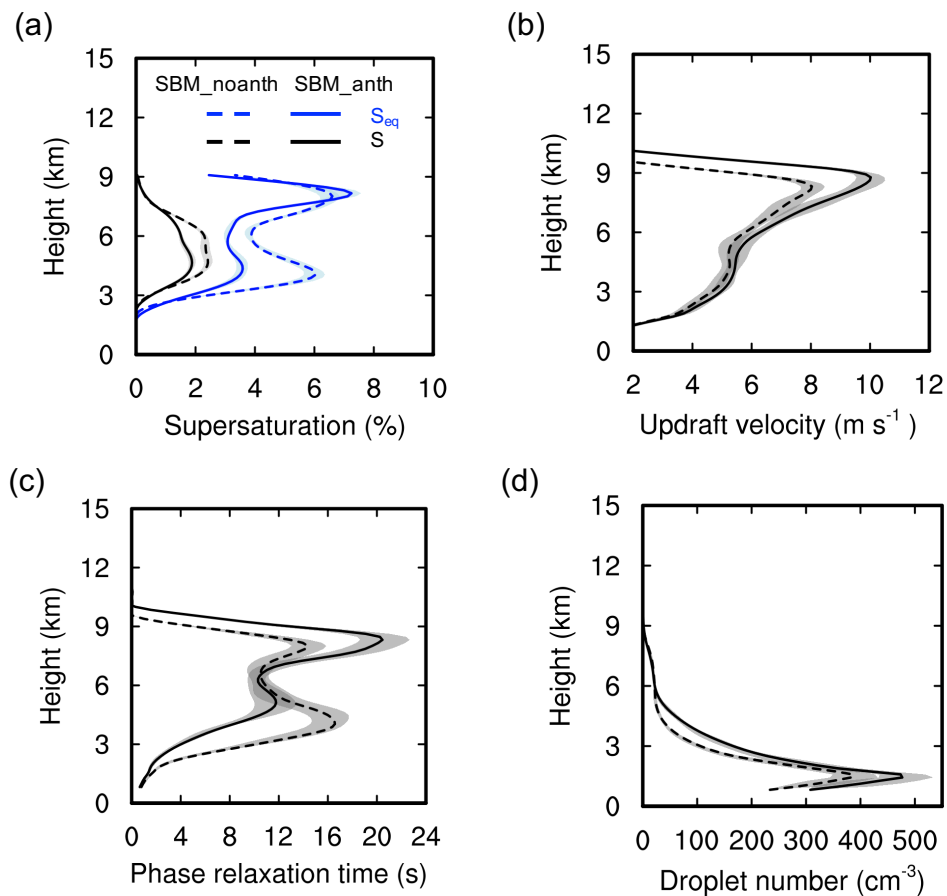 (a)
SBM_noanth SBM_anth
S_eq
S
15
12
9
6
3
0
Height (km)
0 2 4 6 8 10
Supersaturation (%)
(b)
15
12
9
6
3
0
Height (km)
2 4 6 8 10 12
Updraft velocity (m s⁻¹ )
(c)
15
12
9
6
3
0
Height (km)
0 4 8 12 16 20 24
Phase relaxation time (s)
(d)
15
12
9
6
3
0
Height (km)
0 100 200 300 400 500
Droplet number (cm⁻³)